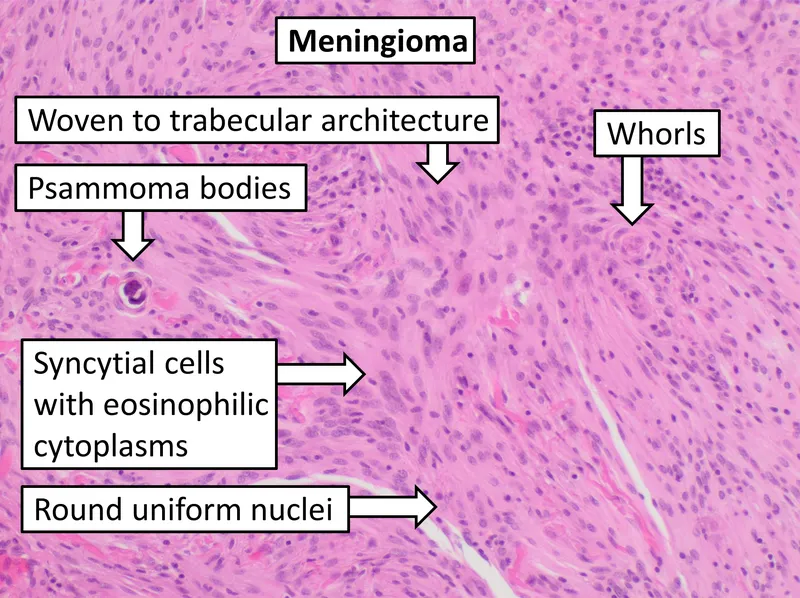 Meningioma
Woven to trabecular architecture
Whorls
Psammoma bodies
Syncytial cells
with eosinophilic
cytoplasms
Round uniform nuclei